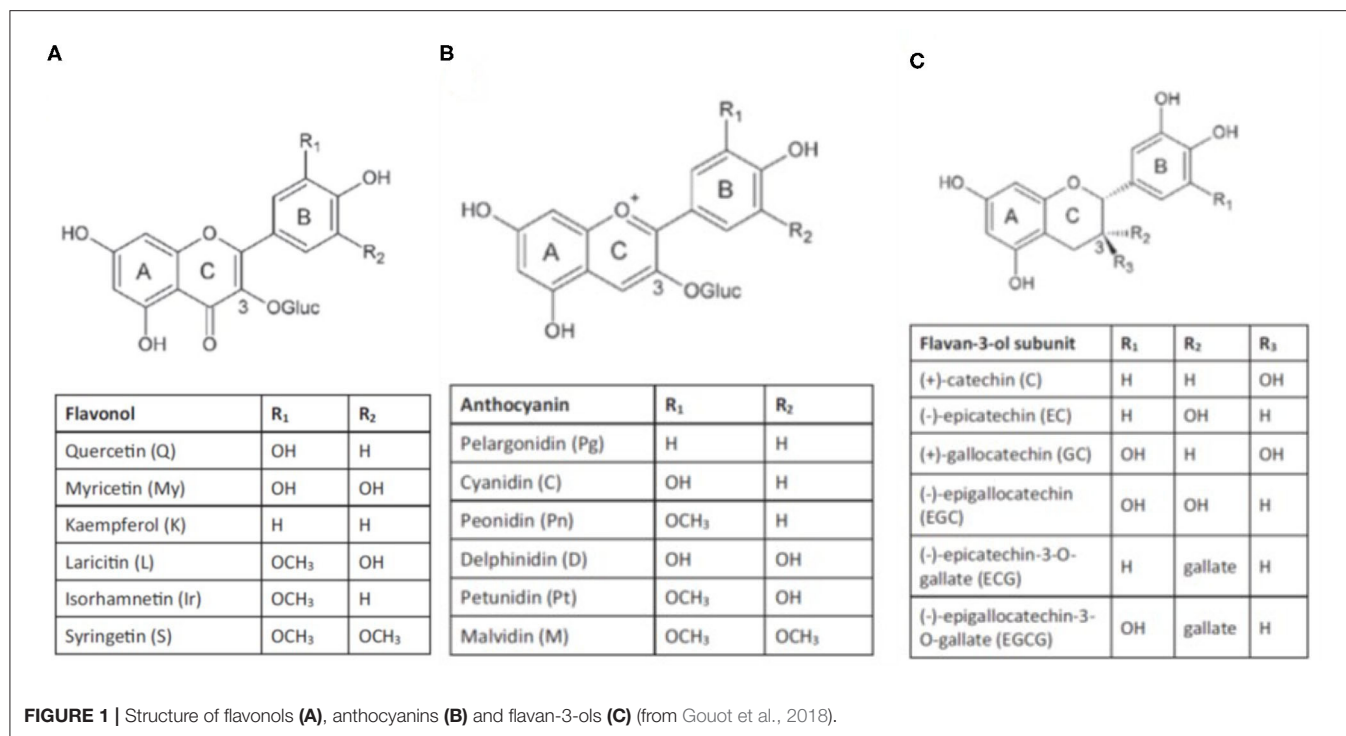 A
R₁
OH
B
HO
O
R₂
A
C
3
OGluc
OH
O
Flavonol R₁ R₂
Quercetin (Q) OH H
Myricetin (My) OH OH
Kaempferol (K) H H
Laricitin (L) OCH₃ OH
Isorhamnetin (Ir) OCH₃ H
Syringetin (S) OCH₃ OCH₃
B
R₁
OH
B
HO
O⁺
R₂
A
C
3
OGluc
OH
Anthocyanin R₁ R₂
Pelargonidin (Pg) H H
Cyanidin (C) OH H
Peonidin (Pn) OCH₃ H
Delphinidin (D) OH OH
Petunidin (Pt) OCH₃ OH
Malvidin (M) OCH₃ OCH₃
C
OH
OH
B
HO
O
R₁
A
C
R₂
3
R₃
OH
Flavan-3-ol subunit R₁ R₂ R₃
(+)-catechin (C) H H OH
(-)-epicatechin (EC) H OH H
(+)-gallocatechin (GC) OH H OH
(-)-epigallocatechin
(EGC) OH OH H
(-)-epicatechin-3-O-
gallate (ECG) H gallate H
(-)-epigallocatechin-3-
O-gallate (EGCG) OH gallate H
FIGURE 1 | Structure of flavonols (A), anthocyanins (B) and flavan-3-ols (C) (from Gouot et al., 2018).